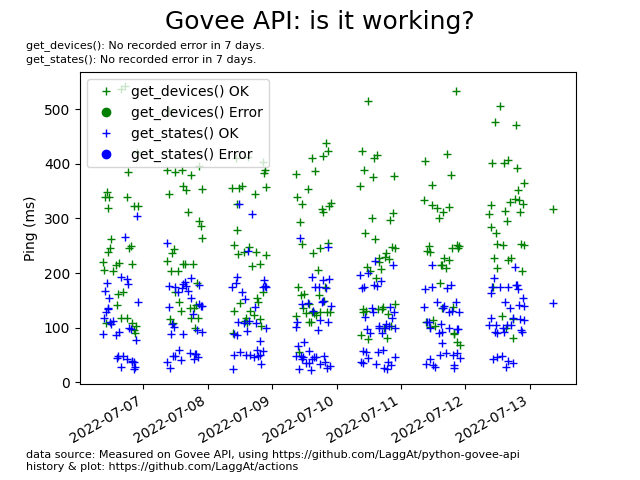 Govee API: is it working?
get_devices(): No recorded error in 7 days.
get_states(): No recorded error in 7 days.
get_devices() OK
get_devices() Error
get_states() OK
get_states() Error
Ping (ms)
500
400
300
200
100
0
2022-07-07
2022-07-08
2022-07-09
2022-07-10
2022-07-11
2022-07-12
2022-07-13
data source: Measured on Govee API, using https://github.com/LaggAt/python-govee-api
history & plot: https://github.com/LaggAt/actions